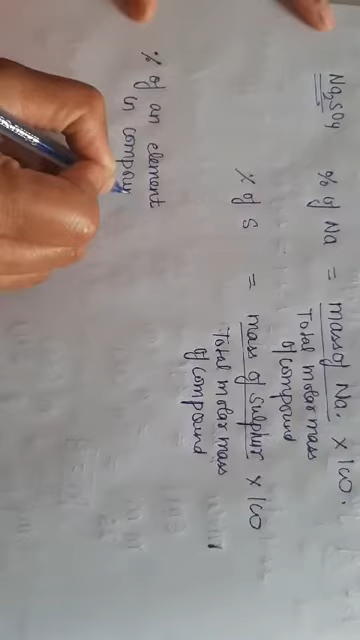 Na2SO4
% of Na = mass of Na. × 100.
Total molar mass
of compound
% of S = mass of sulphur × 100
Total molar mass
of compound
% of an element
in compoun